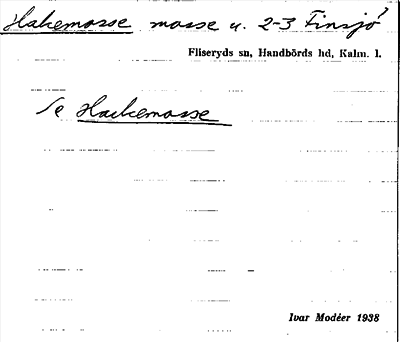 Hakemosse mosse u. 2-3 Finsjö
Fliseryds sn, Handbörds hd, Kalm. l.
Se Hackemosse
Ivar Modéer 1938